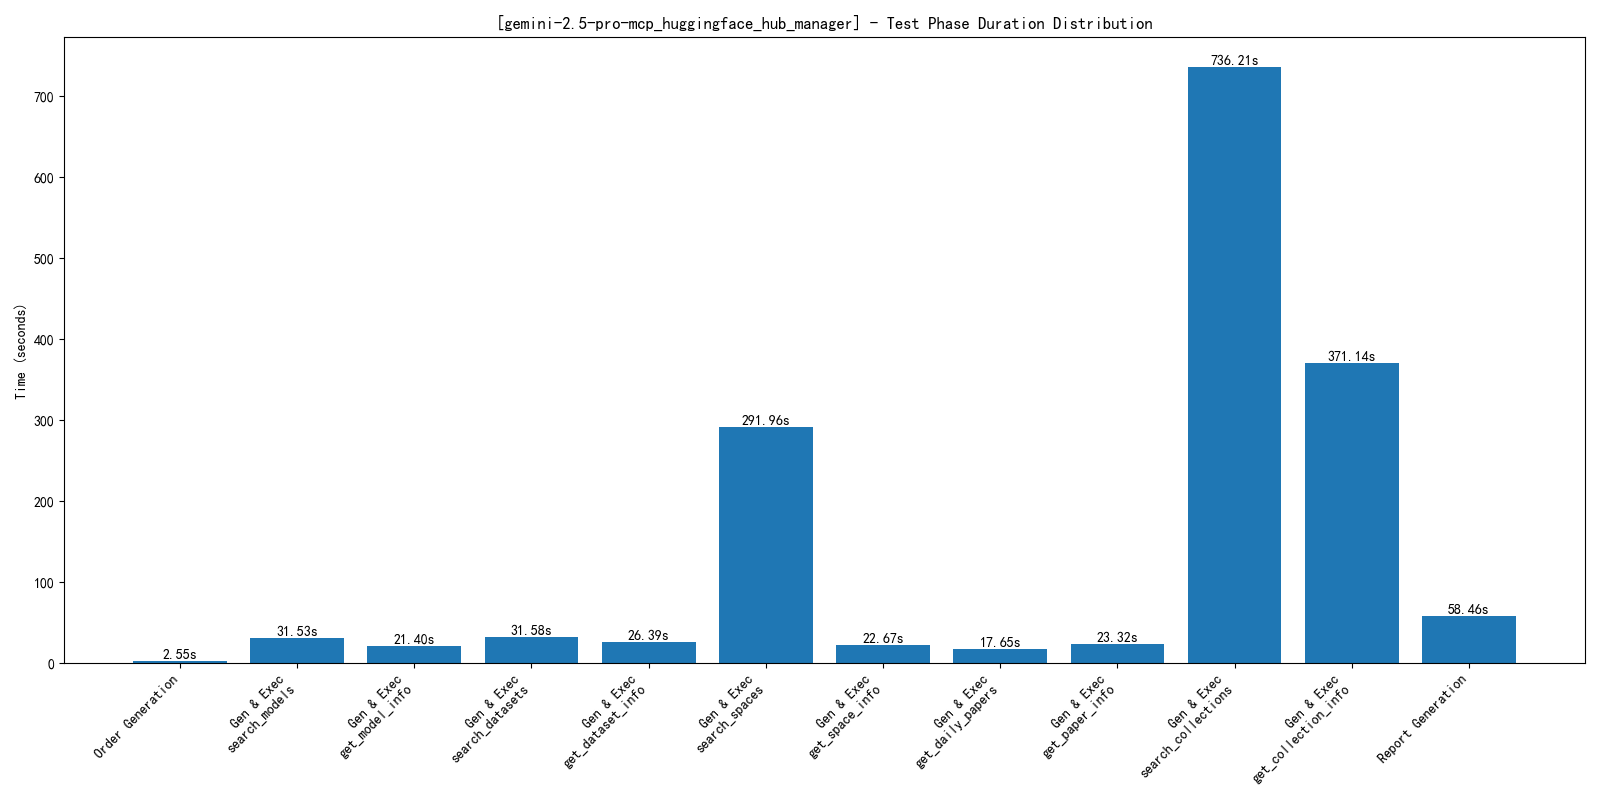 [gemini-2.5-pro-mcp_huggingface_hub_manager] - Test Phase Duration Distribution
Time (seconds)
700
600
500
400
300
200
100
0
2.55s
31.53s
21.40s
31.58s
26.39s
291.96s
22.67s
17.65s
23.32s
736.21s
371.14s
58.46s
Order Generation
Gen & Exec
search_models
Gen & Exec
get_model_info
Gen & Exec
search_datasets
Gen & Exec
get_dataset_info
Gen & Exec
search_spaces
Gen & Exec
get_space_info
Gen & Exec
get_daily_papers
Gen & Exec
get_paper_info
Gen & Exec
search_collections
Gen & Exec
get_collection_info
Report Generation